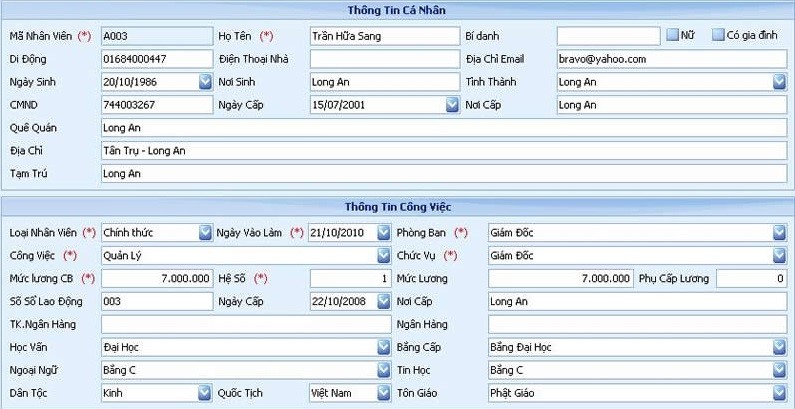 Thông Tin Cá Nhân
Mã Nhân Viên (*) A003 Họ Tên (*) Trần Hữa Sang Bí danh Nữ Có gia đình
Di Động 01684000447 Điện Thoại Nhà Địa Chỉ Email bravo@yahoo.com
Ngày Sinh 20/10/1986 Nơi Sinh Long An Tỉnh Thành Long An
CMND 744003267 Ngày Cấp 15/07/2001 Nơi Cấp Long An
Quê Quán Long An
Địa Chỉ Tân Trụ - Long An
Tạm Trú Long An
Thông Tin Công Việc
Loại Nhân Viên (*) Chính thức Ngày Vào Làm (*) 21/10/2010 Phòng Ban (*) Giám Đốc
Công Việc (*) Quản Lý Chức Vụ (*) Giám Đốc
Mức lương CB (*) 7.000.000 Hệ Số (*) 1 Mức Lương 7.000.000 Phụ Cấp Lương 0
Số Sổ Lao Động 003 Ngày Cấp 22/10/2008 Nơi Cấp Long An
TK.Ngân Hàng Ngân Hàng
Học Vấn Đại Học Bằng Cấp Bằng Đại Học
Ngoại Ngữ Bằng C Tin Học Bằng C
Dân Tộc Kinh Quốc Tịch Việt Nam Tôn Giáo Phật Giáo